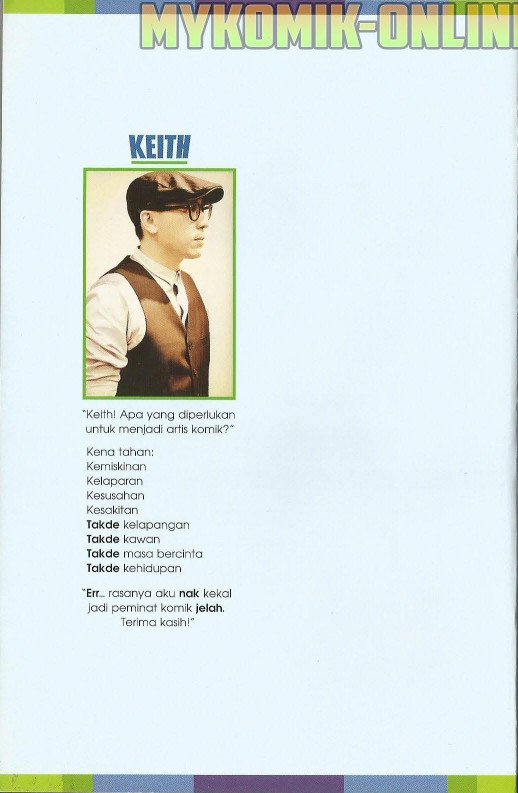 MYKOMIK-ONLIN
KEITH
"Keith! Apa yang diperlukan
untuk menjadi artis komik?"
Kena tahan:
Kemiskinan
Kelaparan
Kesusahan
Kesakitan
Takde kelapangan
Takde kawan
Takde masa bercinta
Takde kehidupan
"Err... rasanya aku nak kekal
jadi peminat komik jelah.
Terima kasih!"